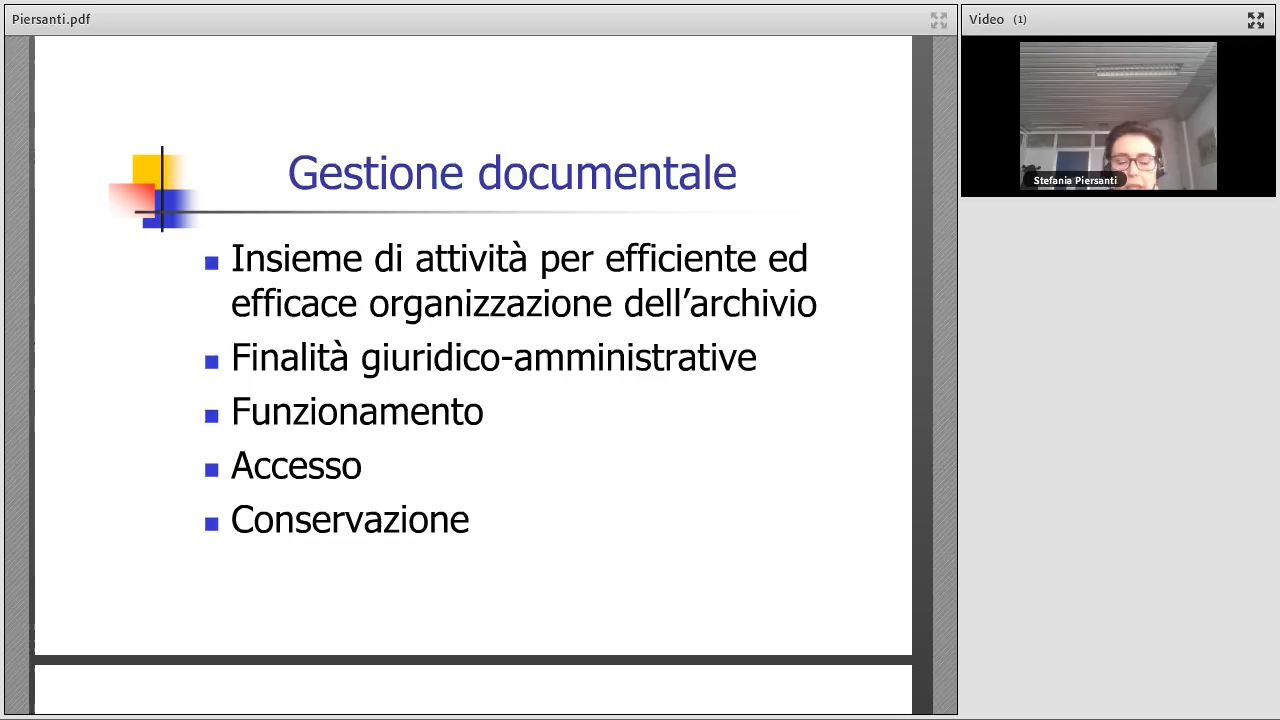 Piersanti.pdf
Video (1)
Stefania Piersanti
Gestione documentale
Insieme di attività per efficiente ed
efficace organizzazione dell’archivio
Finalità giuridico-amministrative
Funzionamento
Accesso
Conservazione